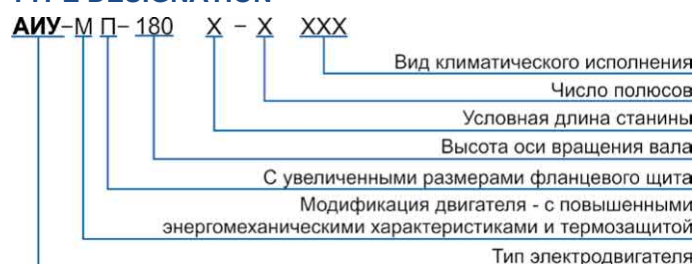 TYPE DESIGNATION
АИУ-М П-180 Х - Х ХХХ
Вид климатического исполнения
Число полюсов
Условная длина станины
Высота оси вращения вала
С увеличенными размерами фланцевого щита
Модификация двигателя - с повышенными
энергомеханическими характеристиками и термозащитой
Тип электродвигателя